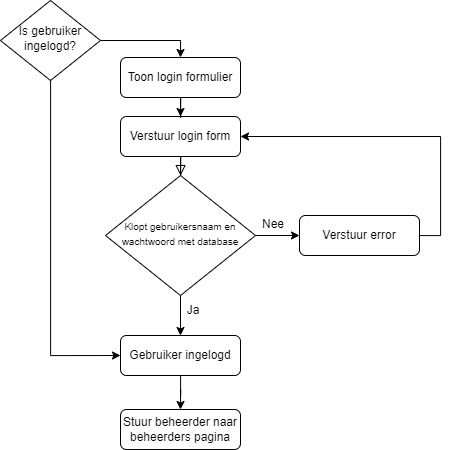 Is gebruiker
ingelogd?
Toon login formulier
Verstuur login form
Klopt gebruikersnaam en
wachtwoord met database
Nee
Verstuur error
Ja
Gebruiker ingelogd
Stuur beheerder naar
beheerders pagina